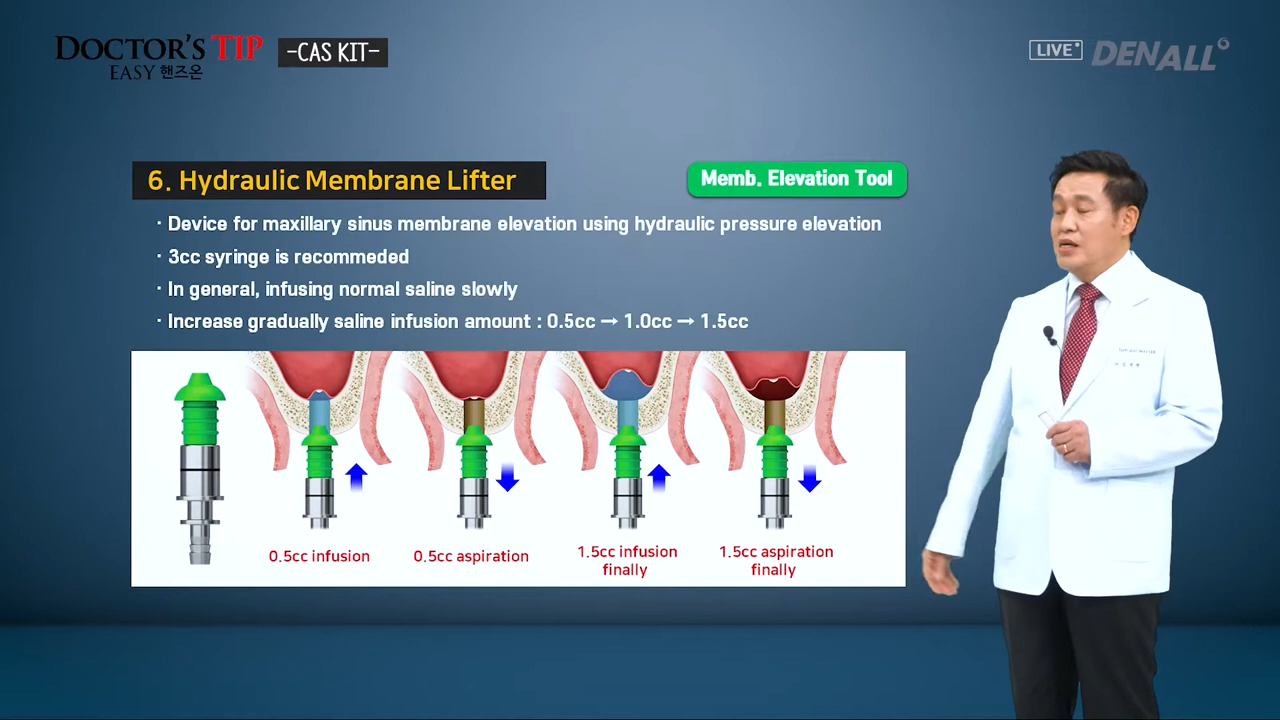 DOCTOR'S TIP
EASY 핸즈온
-CAS KIT-
LIVE
DENALL
6. Hydraulic Membrane Lifter
Memb. Elevation Tool
· Device for maxillary sinus membrane elevation using hydraulic pressure elevation
· 3cc syringe is recommeded
· In general, infusing normal saline slowly
· Increase gradually saline infusion amount : 0.5cc → 1.0cc → 1.5cc
0.5cc infusion
0.5cc aspiration
1.5cc infusion
finally
1.5cc aspiration
finally